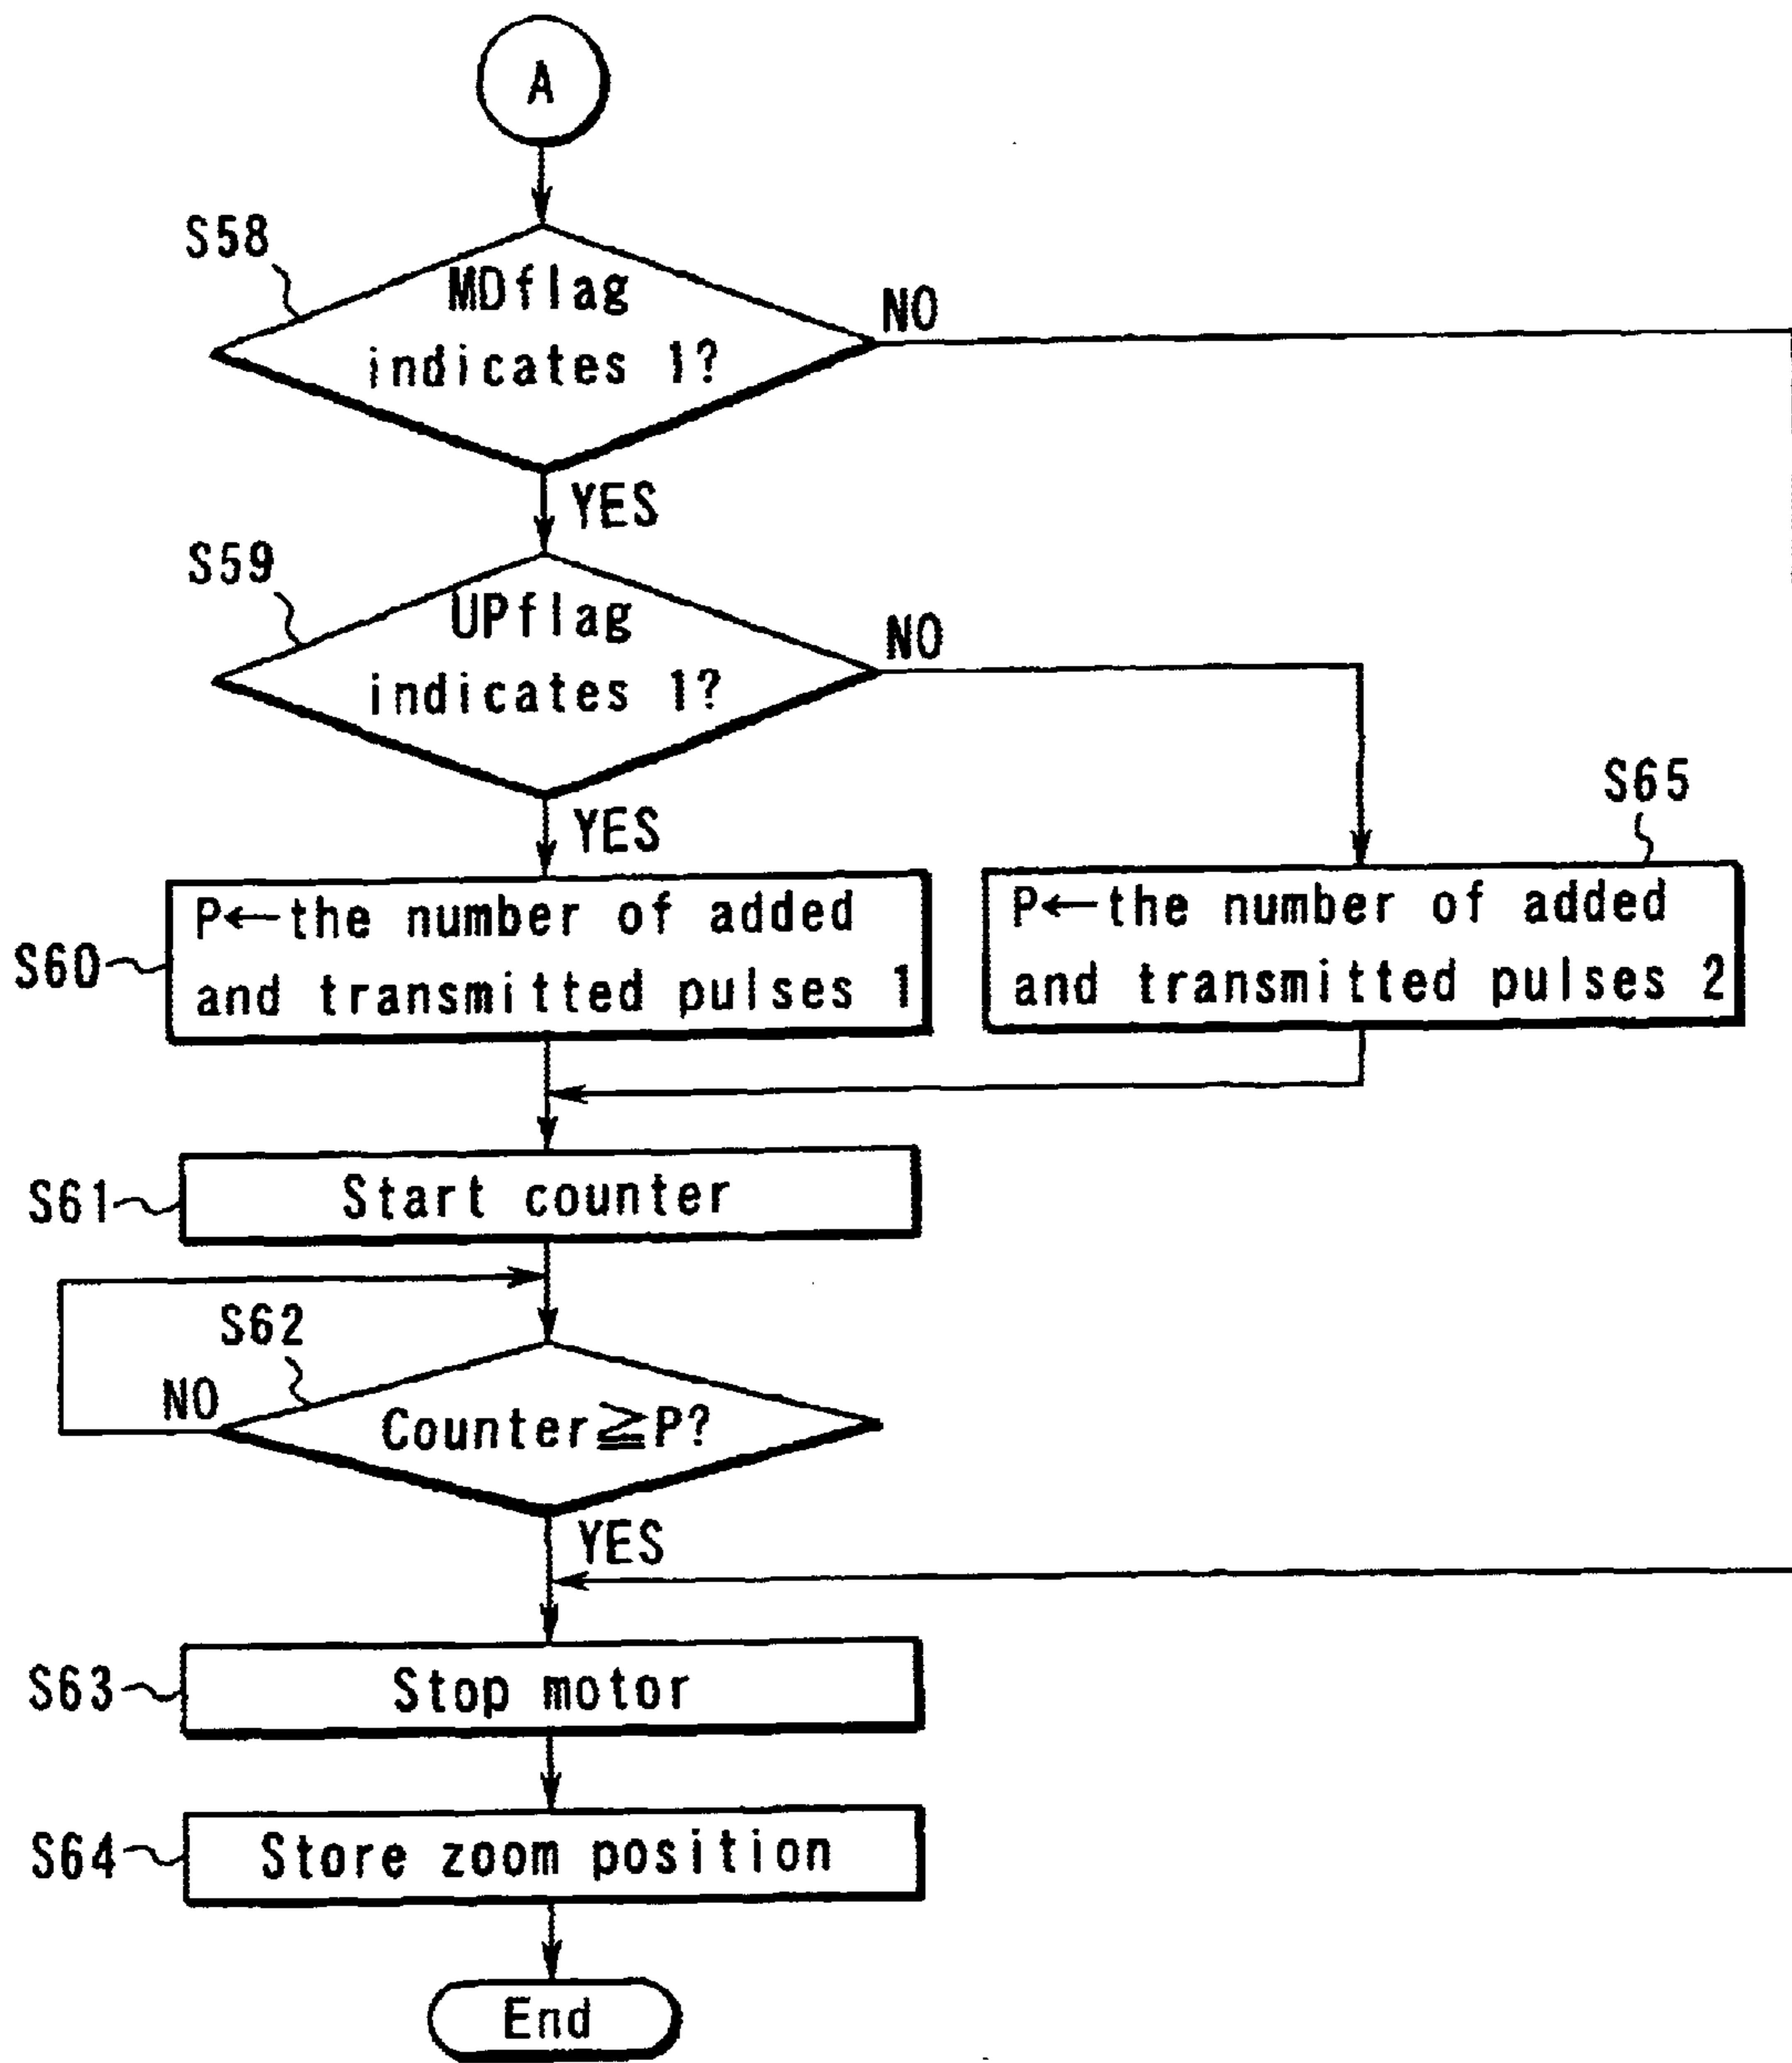 A
S58
MDflag
indicates 1?
NO
YES
S59
UPflag
indicates 1?
NO
YES
S65
S60
P←the number of added
and transmitted pulses 1
P←the number of added
and transmitted pulses 2
S61
Start counter
S62
NO
Counter≧P?
YES
S63
Stop motor
S64
Store zoom position
End